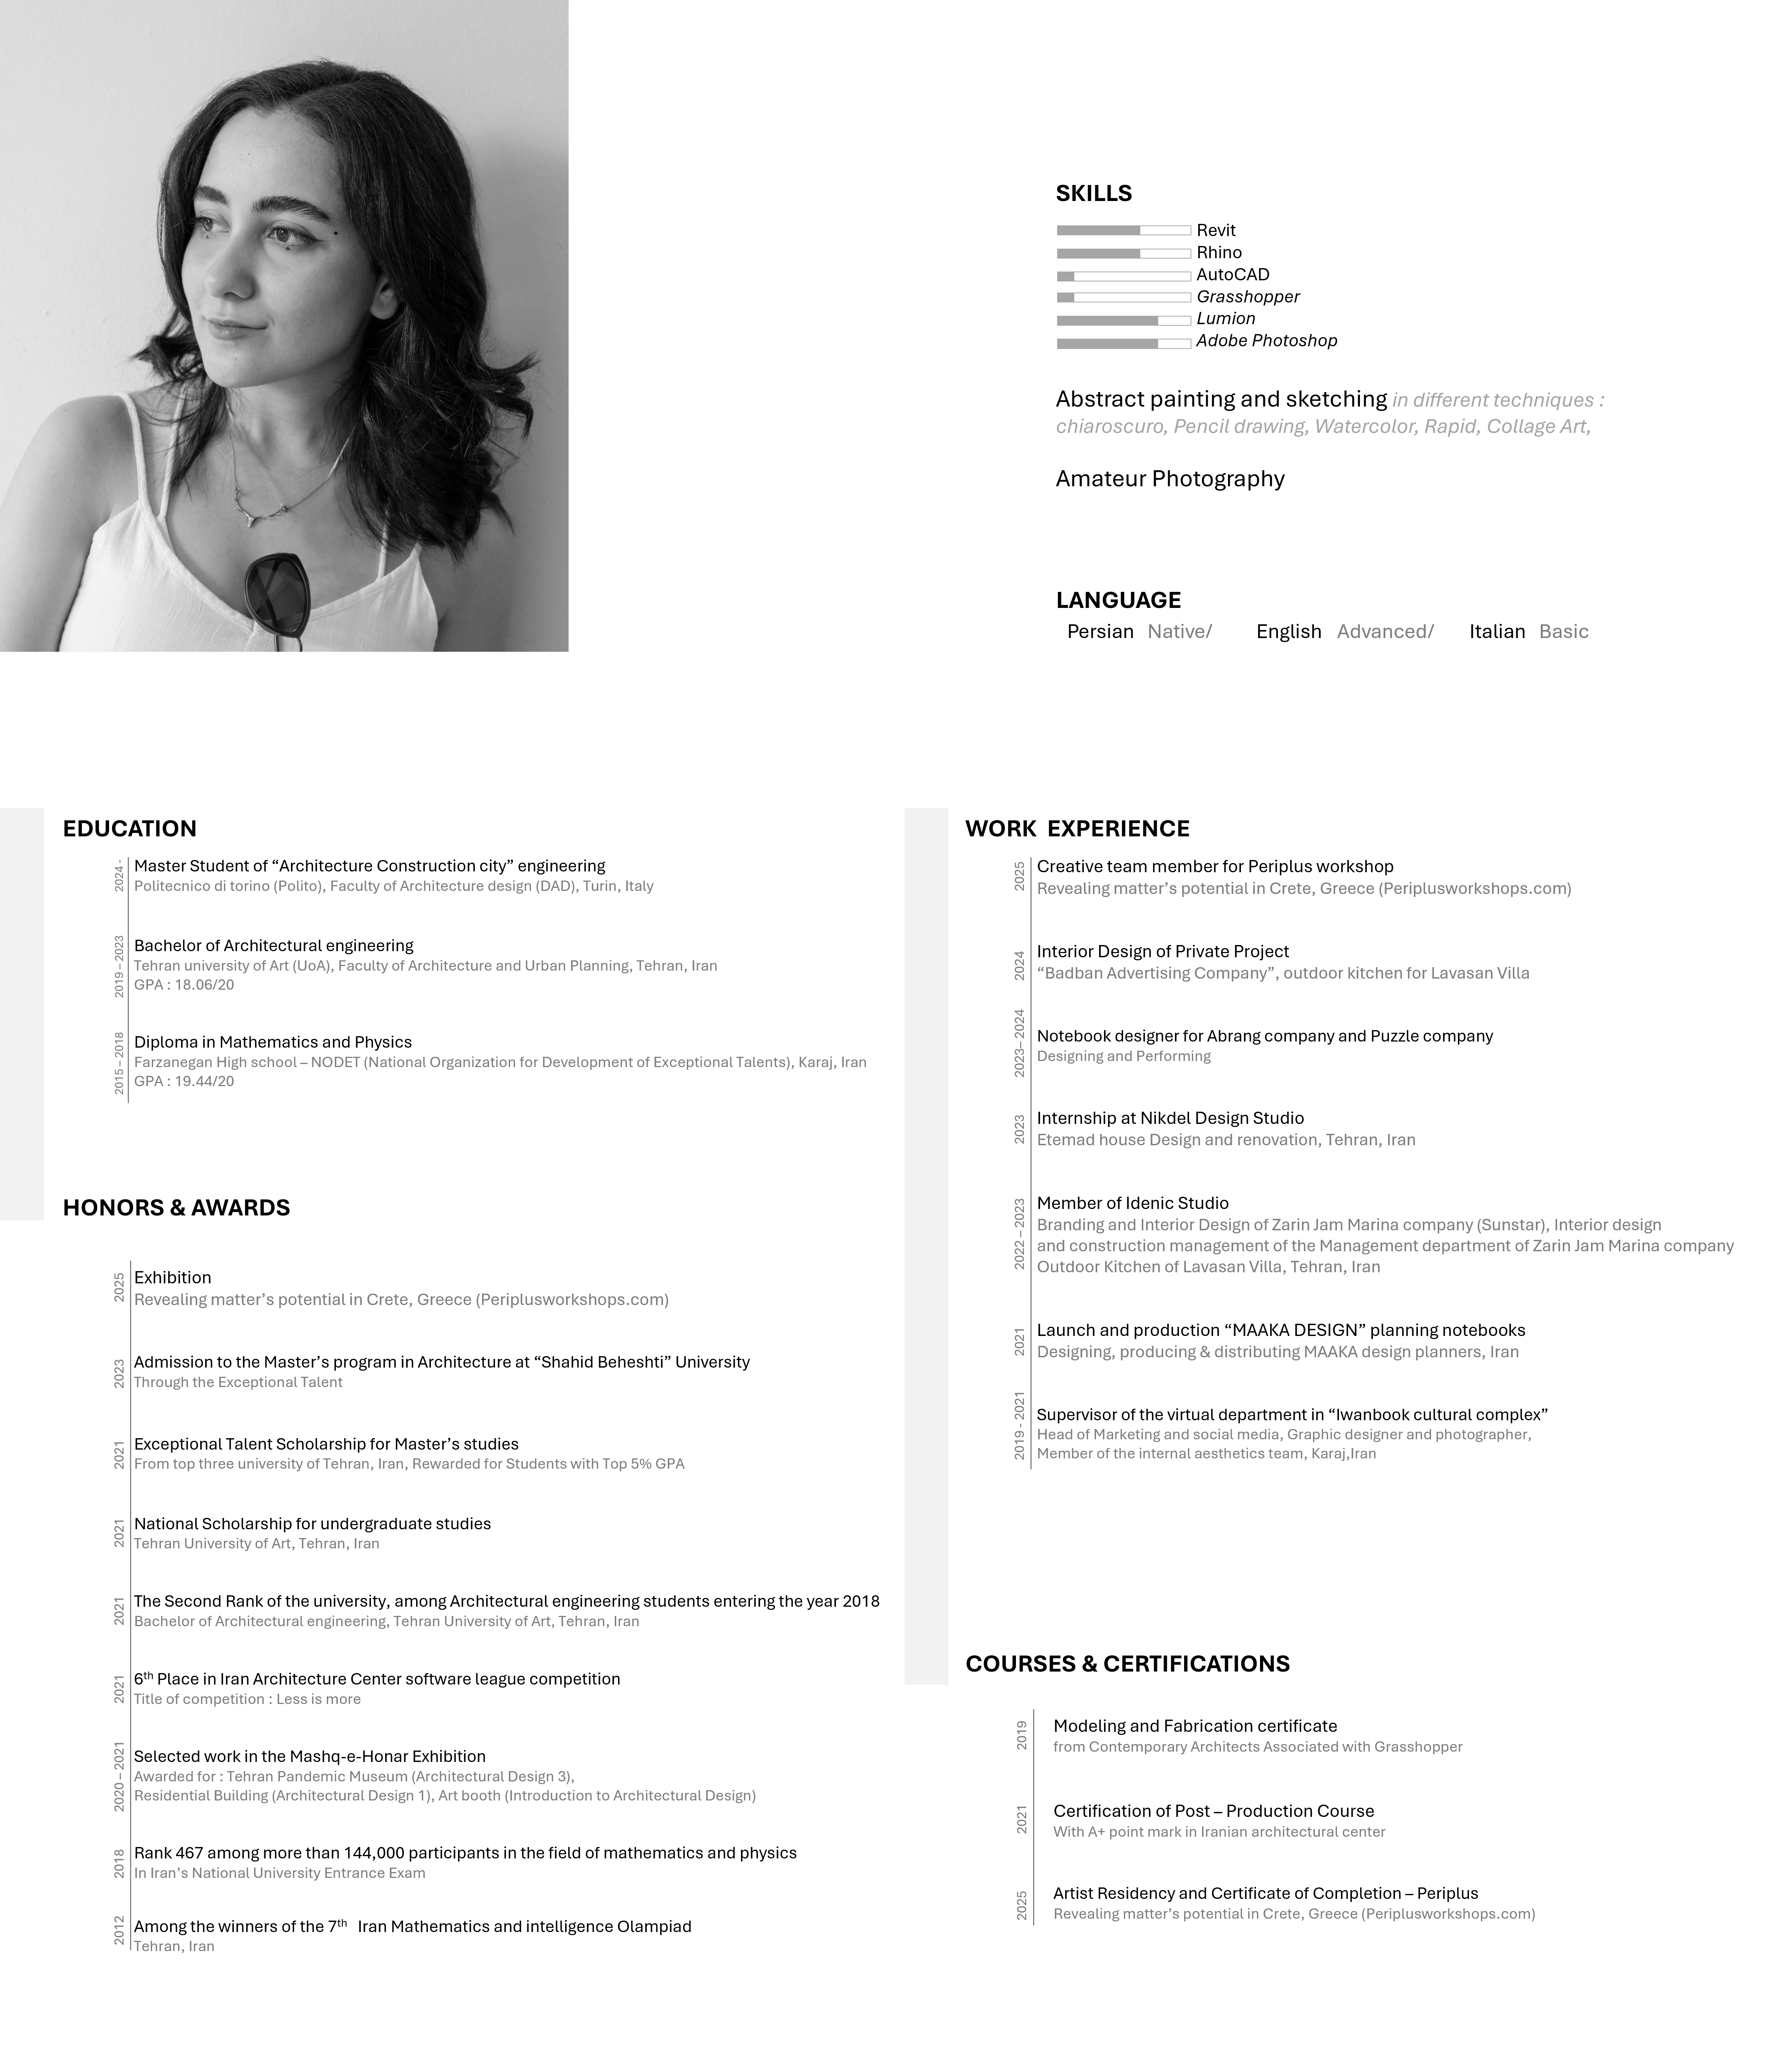 SKILLS
Revit
Rhino
AutoCAD
Grasshopper
Lumion
Adobe Photoshop
Abstract painting and sketching in different techniques :
chiaroscuro, Pencil drawing, Watercolor, Rapid, Collage Art,
Amateur Photography
LANGUAGE
Persian Native/ English Advanced/ Italian Basic
EDUCATION
2024 -
Master Student of “Architecture Construction city” engineering
Politecnico di torino (Polito), Faculty of Architecture design (DAD), Turin, Italy
2019 – 2023
Bachelor of Architectural engineering
Tehran university of Art (UoA), Faculty of Architecture and Urban Planning, Tehran, Iran
GPA : 18.06/20
2015 – 2018
Diploma in Mathematics and Physics
Farzanegan High school – NODET (National Organization for Development of Exceptional Talents), Karaj, Iran
GPA : 19.44/20
HONORS & AWARDS
2025
Exhibition
Revealing matter’s potential in Crete, Greece (Periplusworkshops.com)
2023
Admission to the Master’s program in Architecture at “Shahid Beheshti” University
Through the Exceptional Talent
2021
Exceptional Talent Scholarship for Master’s studies
From top three university of Tehran, Iran, Rewarded for Students with Top 5% GPA
2021
National Scholarship for undergraduate studies
Tehran University of Art, Tehran, Iran
2021
The Second Rank of the university, among Architectural engineering students entering the year 2018
Bachelor of Architectural engineering, Tehran University of Art, Tehran, Iran
2021
6th Place in Iran Architecture Center software league competition
Title of competition : Less is more
2020 – 2021
Selected work in the Mashq-e-Honar Exhibition
Awarded for : Tehran Pandemic Museum (Architectural Design 3),
Residential Building (Architectural Design 1), Art booth (Introduction to Architectural Design)
2018
Rank 467 among more than 144,000 participants in the field of mathematics and physics
In Iran’s National University Entrance Exam
2012
Among the winners of the 7th Iran Mathematics and intelligence Olampiad
Tehran, Iran
WORK EXPERIENCE
2025
Creative team member for Periplus workshop
Revealing matter’s potential in Crete, Greece (Periplusworkshops.com)
2024
Interior Design of Private Project
“Badban Advertising Company”, outdoor kitchen for Lavasan Villa
2023– 2024
Notebook designer for Abrang company and Puzzle company
Designing and Performing
2023
Internship at Nikdel Design Studio
Etemad house Design and renovation, Tehran, Iran
2022 – 2023
Member of Idenic Studio
Branding and Interior Design of Zarin Jam Marina company (Sunstar), Interior design
and construction management of the Management department of Zarin Jam Marina company
Outdoor Kitchen of Lavasan Villa, Tehran, Iran
2021
Launch and production “MAAKA DESIGN” planning notebooks
Designing, producing & distributing MAAKA design planners, Iran
2019 - 2021
Supervisor of the virtual department in “Iwanbook cultural complex”
Head of Marketing and social media, Graphic designer and photographer,
Member of the internal aesthetics team, Karaj,Iran
COURSES & CERTIFICATIONS
2019
Modeling and Fabrication certificate
from Contemporary Architects Associated with Grasshopper
2021
Certification of Post – Production Course
With A+ point mark in Iranian architectural center
2025
Artist Residency and Certificate of Completion – Periplus
Revealing matter’s potential in Crete, Greece (Periplusworkshops.com)